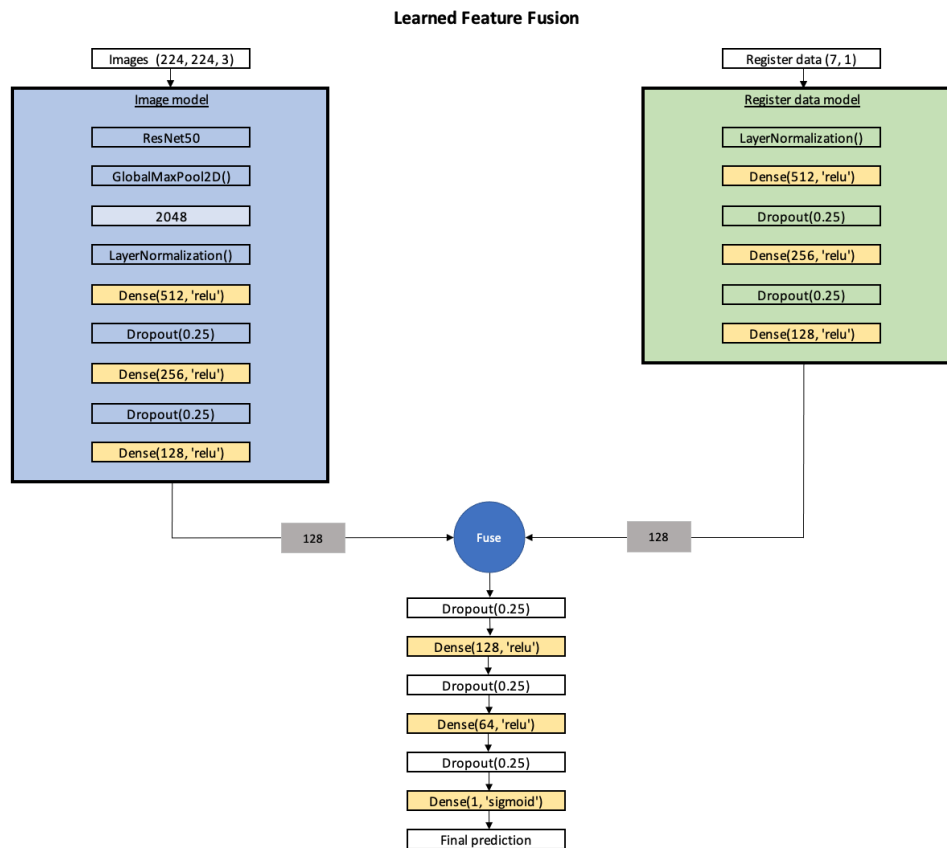 Learned Feature Fusion
Images (224, 224, 3)
Image model
ResNet50
GlobalMaxPool2D()
2048
LayerNormalization()
Dense(512, 'relu')
Dropout(0.25)
Dense(256, 'relu')
Dropout(0.25)
Dense(128, 'relu')
128
Register data (7, 1)
Register data model
LayerNormalization()
Dense(512, 'relu')
Dropout(0.25)
Dense(256, 'relu')
Dropout(0.25)
Dense(128, 'relu')
128
Fuse
Dropout(0.25)
Dense(128, 'relu')
Dropout(0.25)
Dense(64, 'relu')
Dropout(0.25)
Dense(1, 'sigmoid')
Final prediction